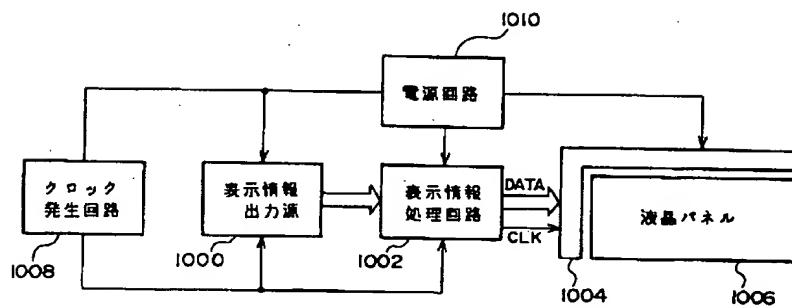 1010
電源回路
クロック
発生回路
1008
表示情報
出力源
1000
表示情報
処理回路
1002
DATA
CLK
1004
液晶パネル
1006